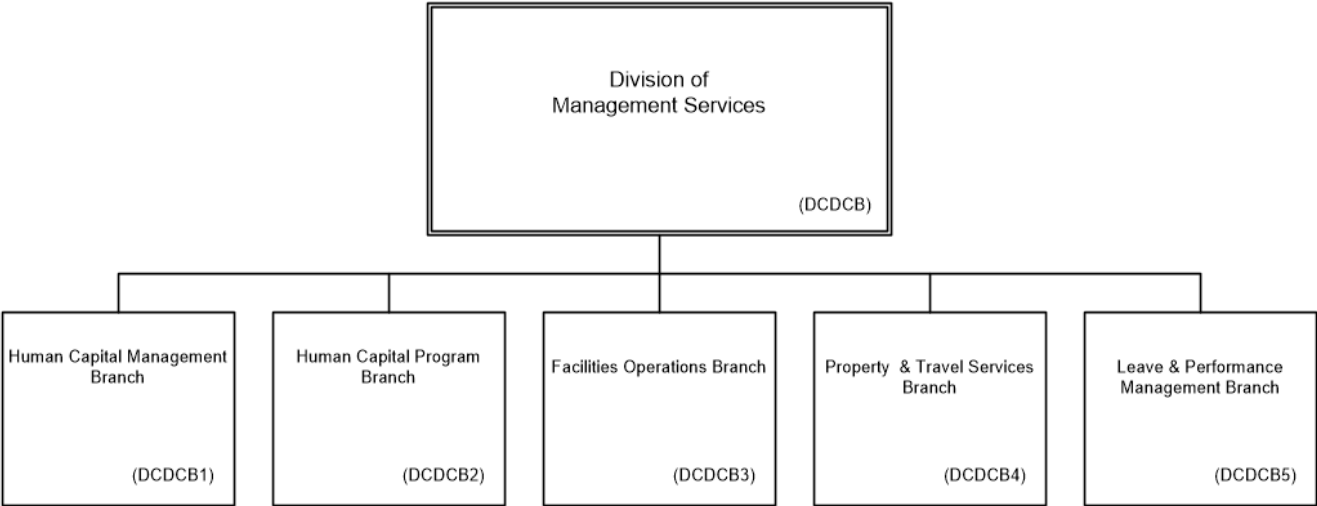 Division of
Management Services
(DCDCB)
Human Capital Management
Branch
(DCDCB1)
Human Capital Program
Branch
(DCDCB2)
Facilities Operations Branch
(DCDCB3)
Property & Travel Services
Branch
(DCDCB4)
Leave & Performance
Management Branch
(DCDCB5)